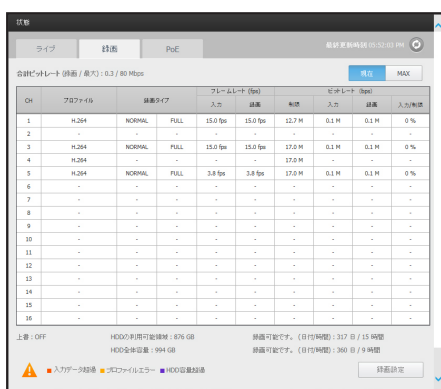 状態
ライブ 録画 PoE 最終更新時刻 05:52:03 PM
合計ビットレート (録画 / 最大) : 0.3 / 80 Mbps 現在 MAX
CH プロファイル 録画タイプ フレームレート (fps) ビットレート (bps)
入力 録画 制限 入力 録画 入力/制限
1 H.264 NORMAL FULL 15.0 fps 15.0 fps 12.7 M 0.1 M 0.1 M 0 %
2 - - - - - - - - -
3 H.264 NORMAL FULL 15.0 fps 15.0 fps 17.0 M 0.1 M 0.1 M 0 %
4 H.264 - - - - 17.0 M - - -
5 H.264 NORMAL FULL 3.8 fps 3.8 fps 17.0 M 0.1 M 0.1 M 0 %
6 - - - - - - - - -
7 - - - - - - - - -
8 - - - - - - - - -
9 - - - - - - - - -
10 - - - - - - - - -
11 - - - - - - - - -
12 - - - - - - - - -
13 - - - - - - - - -
14 - - - - - - - - -
15 - - - - - - - - -
16 - - - - - - - - -
上書 : OFF HDDの利用可能領域 : 876 GB 録画可能です。 (日付/時間) : 317 日 / 15 時間
HDD全体容量 : 994 GB 録画可能です。 (日付/時間) : 360 日 / 9 時間
入力データ超過 プロファイルエラー HDD容量超過 録画設定